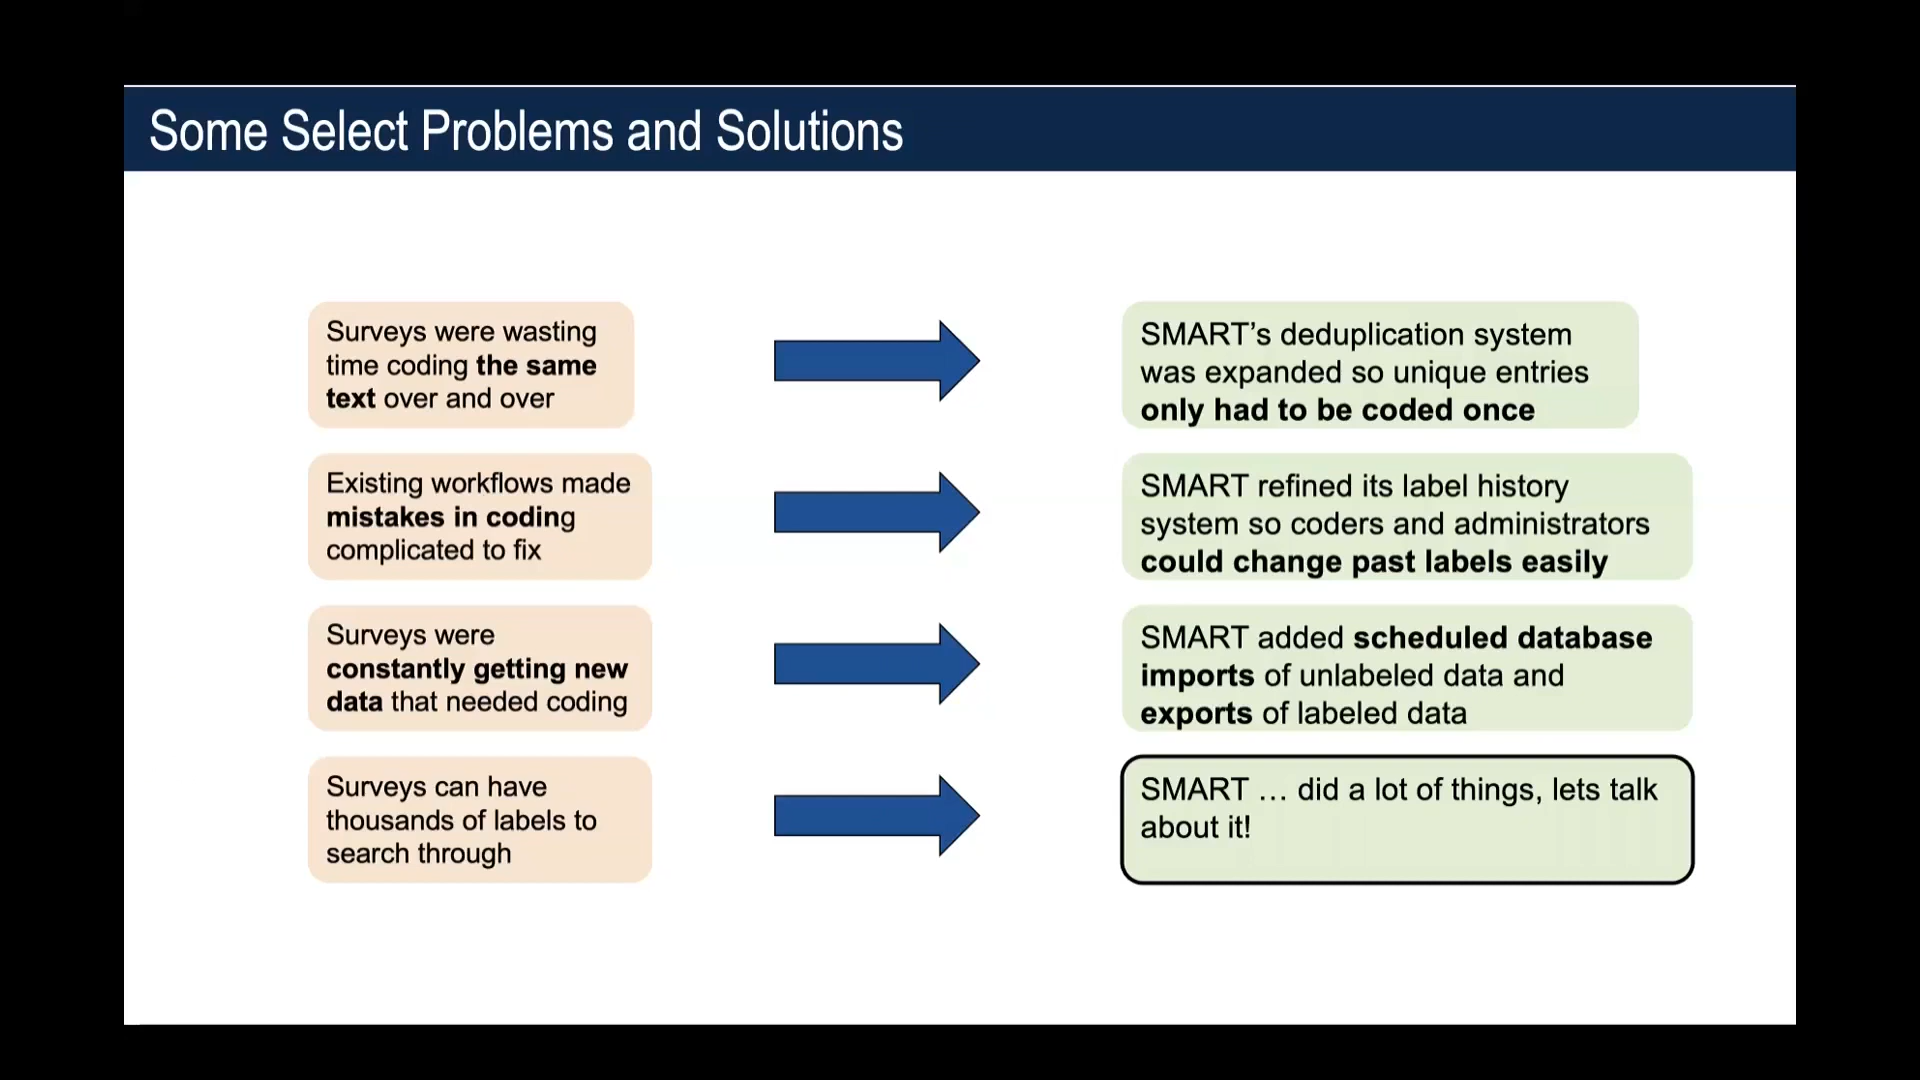 Some Select Problems and Solutions
Surveys were wasting
time coding the same
text over and over
SMART’s deduplication system
was expanded so unique entries
only had to be coded once
Existing workflows made
mistakes in coding
complicated to fix
SMART refined its label history
system so coders and administrators
could change past labels easily
Surveys were
constantly getting new
data that needed coding
SMART added scheduled database
imports of unlabeled data and
exports of labeled data
Surveys can have
thousands of labels to
search through
SMART … did a lot of things, lets talk
about it!